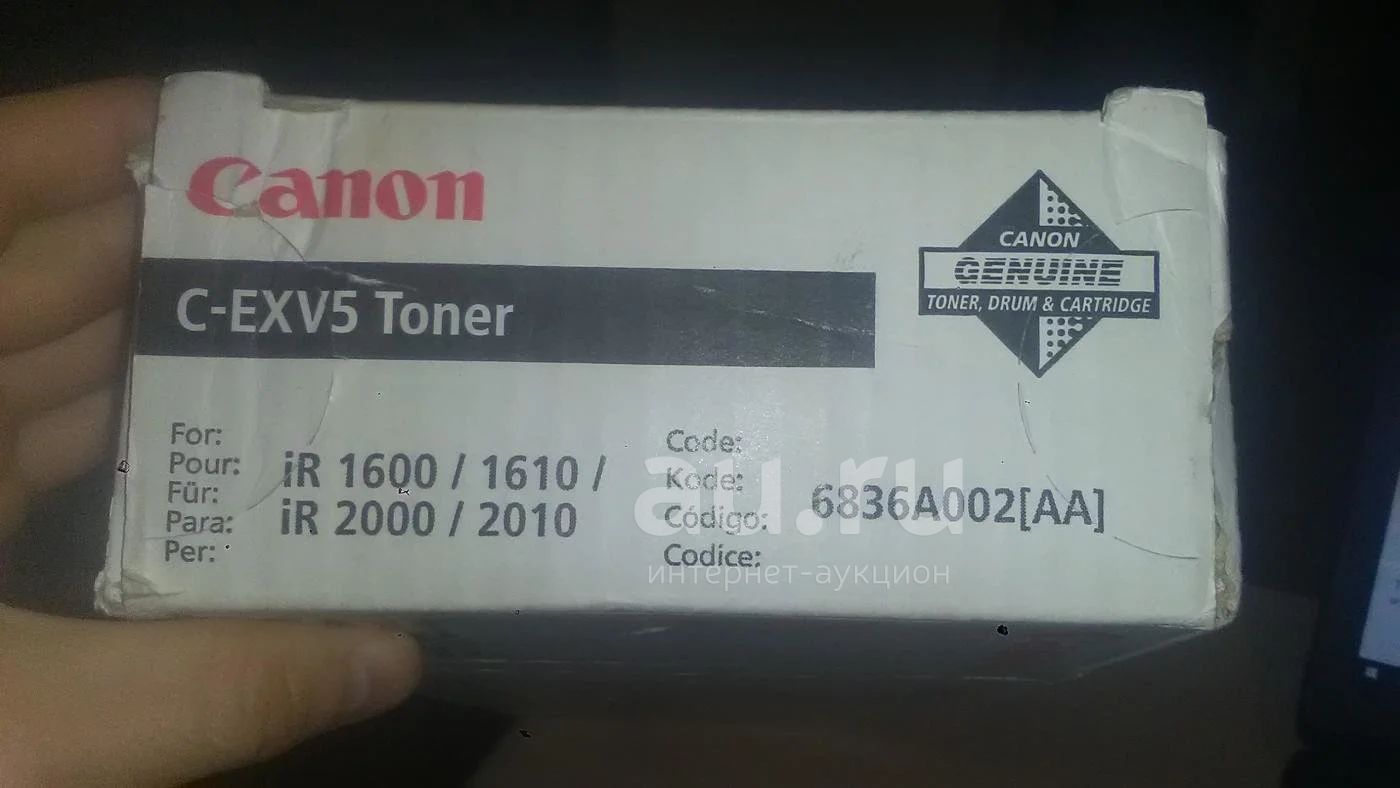 Canon
C-EXV5 Toner
CANON
GENUINE
TONER, DRUM & CARTRIDGE
For:
Pour:
Für:
Para:
Per:
iR 1600 / 1610 /
iR 2000 / 2010
Code:
Kode:
Código:
Codice:
6836A002[AA]
au.ru
интернет-аукцион